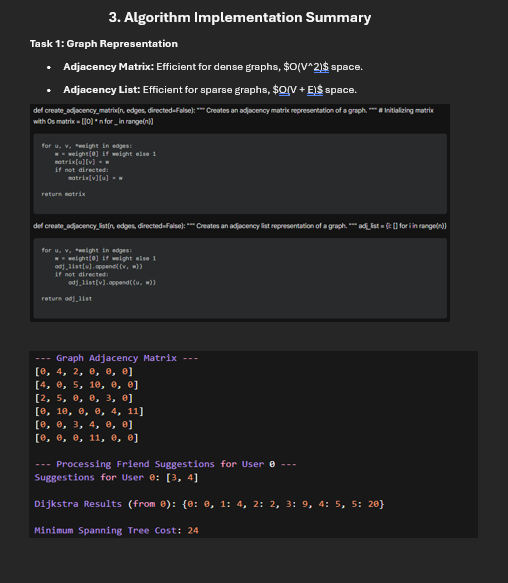 3. Algorithm Implementation Summary
Task 1: Graph Representation
• Adjacency Matrix: Efficient for dense graphs, $O(V^2)$ space.
• Adjacency List: Efficient for sparse graphs, $O(V + E)$ space.
def create_adjacency_matrix(n, edges, directed=False): """ Creates an adjacency matrix representation of a graph. """ # Initializing matrix
with 0s matrix = [[0] * n for _ in range(n)]
for u, v, *weight in edges:
w = weight[0] if weight else 1
matrix[u][v] = w
if not directed:
matrix[v][u] = w
return matrix
def create_adjacency_list(n, edges, directed=False): """ Creates an adjacency list representation of a graph. """ adj_list = {i: [] for i in range(n)}
for u, v, *weight in edges:
w = weight[0] if weight else 1
adj_list[u].append((v, w))
if not directed:
adj_list[v].append((u, w))
return adj_list
--- Graph Adjacency Matrix ---
[0, 4, 2, 0, 0, 0]
[4, 0, 5, 10, 0, 0]
[2, 5, 0, 0, 3, 0]
[0, 10, 0, 0, 4, 11]
[0, 0, 3, 4, 0, 0]
[0, 0, 0, 11, 0, 0]
--- Processing Friend Suggestions for User 0 ---
Suggestions for User 0: [3, 4]
Dijkstra Results (from 0): {0: 0, 1: 4, 2: 2, 3: 9, 4: 5, 5: 20}
Minimum Spanning Tree Cost: 24